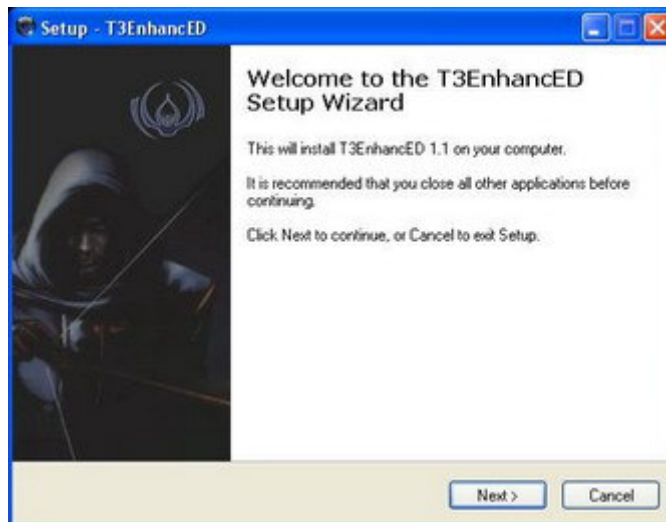 Setup - T3EnhancED
Welcome to the T3EnhancED
Setup Wizard
This will install T3EnhancED 1.1 on your computer.
It is recommended that you close all other applications before
continuing.
Click Next to continue, or Cancel to exit Setup.
Next >
Cancel